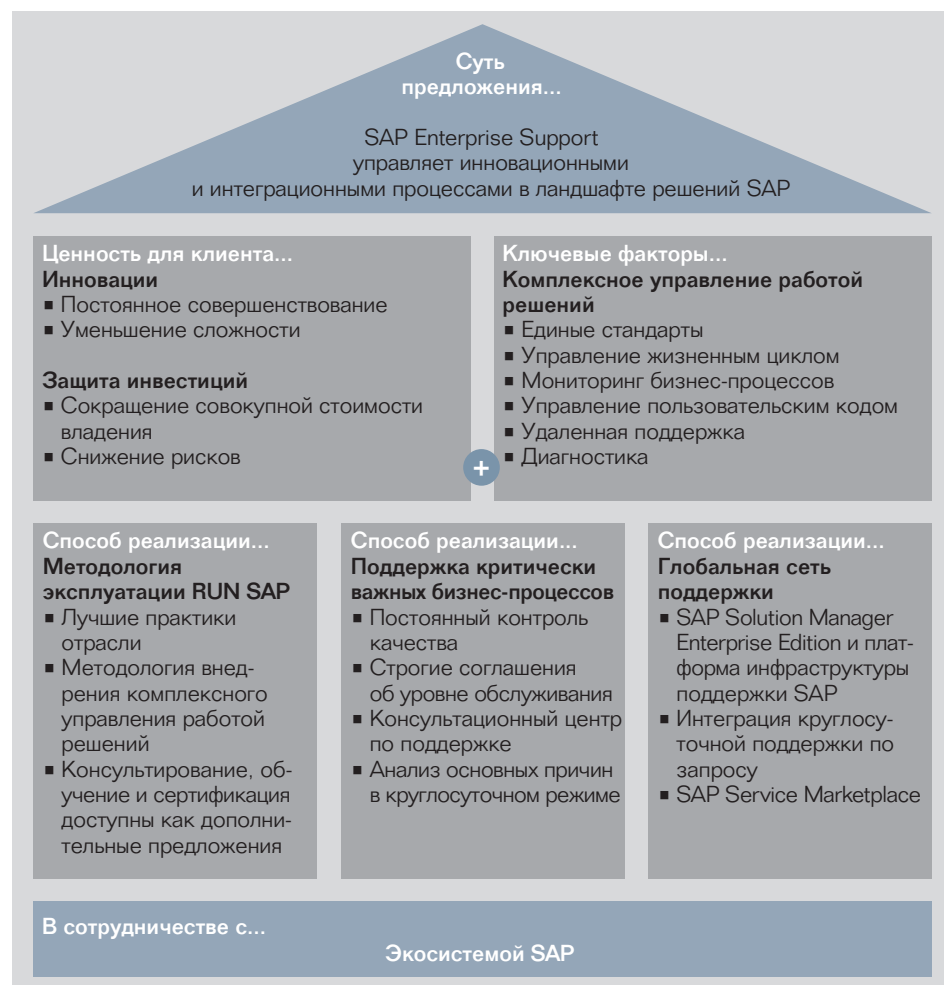 Суть
предложения...
SAP Enterprise Support
управляет инновационными
и интеграционными процессами в ландшафте решений SAP
Ценность для клиента...
Инновации
▪ Постоянное совершенствование
▪ Уменьшение сложности
Защита инвестиций
▪ Сокращение совокупной стоимости
владения
▪ Снижение рисков
+
Ключевые факторы...
Комплексное управление работой
решений
▪ Единые стандарты
▪ Управление жизненным циклом
▪ Мониторинг бизнес-процессов
▪ Управление пользовательским кодом
▪ Удаленная поддержка
▪ Диагностика
Способ реализации...
Методология
эксплуатации RUN SAP
▪ Лучшие практики
отрасли
▪ Методология внед-
рения комплексного
управления работой
решений
▪ Консультирование, об-
учение и сертификация
доступны как дополни-
тельные предложения
Способ реализации...
Поддержка критически
важных бизнес-процессов
▪ Постоянный контроль
качества
▪ Строгие соглашения
об уровне обслуживания
▪ Консультационный центр
по поддержке
▪ Анализ основных причин
в круглосуточном режиме
Способ реализации...
Глобальная сеть
поддержки
▪ SAP Solution Manager
Enterprise Edition и плат-
форма инфраструктуры
поддержки SAP
▪ Интеграция круглосу-
точной поддержки по
запросу
▪ SAP Service Marketplace
В сотрудничестве с...
Экосистемой SAP